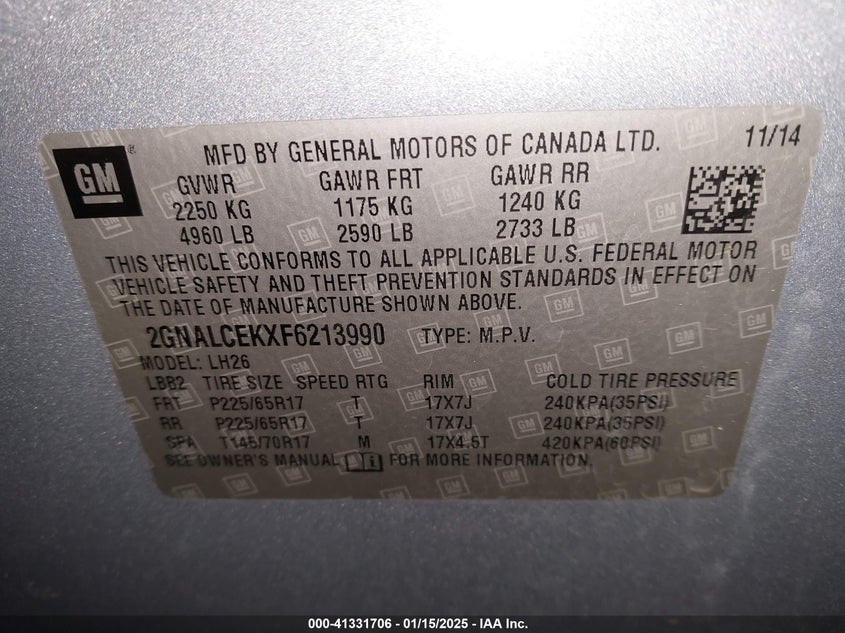 GM®
MFD BY GENERAL MOTORS OF CANADA LTD. 11/14
GVWR GAWR FRT GAWR RR
2250 KG 1175 KG 1240 KG
4960 LB 2590 LB 2733 LB
THIS VEHICLE CONFORMS TO ALL APPLICABLE U.S. FEDERAL MOTOR
VEHICLE SAFETY AND THEFT PREVENTION STANDARDS IN EFFECT ON
THE DATE OF MANUFACTURE SHOWN ABOVE.
2GNALCEKXF6213990 TYPE: M.P.V.
MODEL: LH26
LBB2 TIRE SIZE SPEED RTG RIM COLD TIRE PRESSURE
FRT P225/65R17 T 17X7J 240KPA(35PSI)
RR P225/65R17 T 17X7J 240KPA(35PSI)
SPA T145/70R17 M 17X4.5T 420KPA(60PSI)
SEE OWNER'S MANUAL FOR MORE INFORMATION.
000-41331706 - 01/15/2025 - IAA Inc.